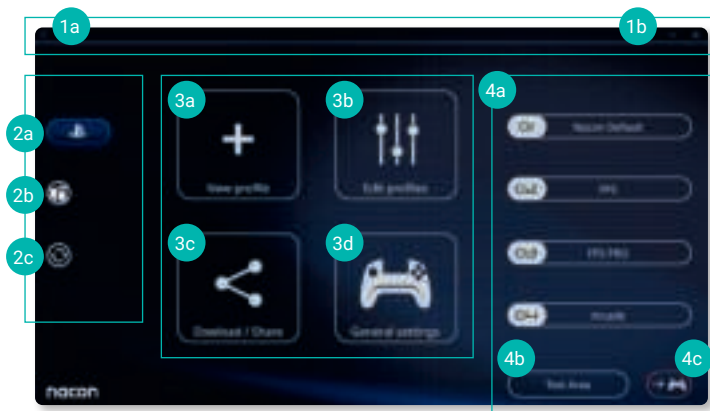 1a
1b
2a
2b
2c
3a
3b
3c
3d
4a
New profile
Edit profiles
Download / Share
General settings
01 Nacon Default
02 FPS
03 FPS PRO
04 Arcade
4b
4c
Test Area
nacon